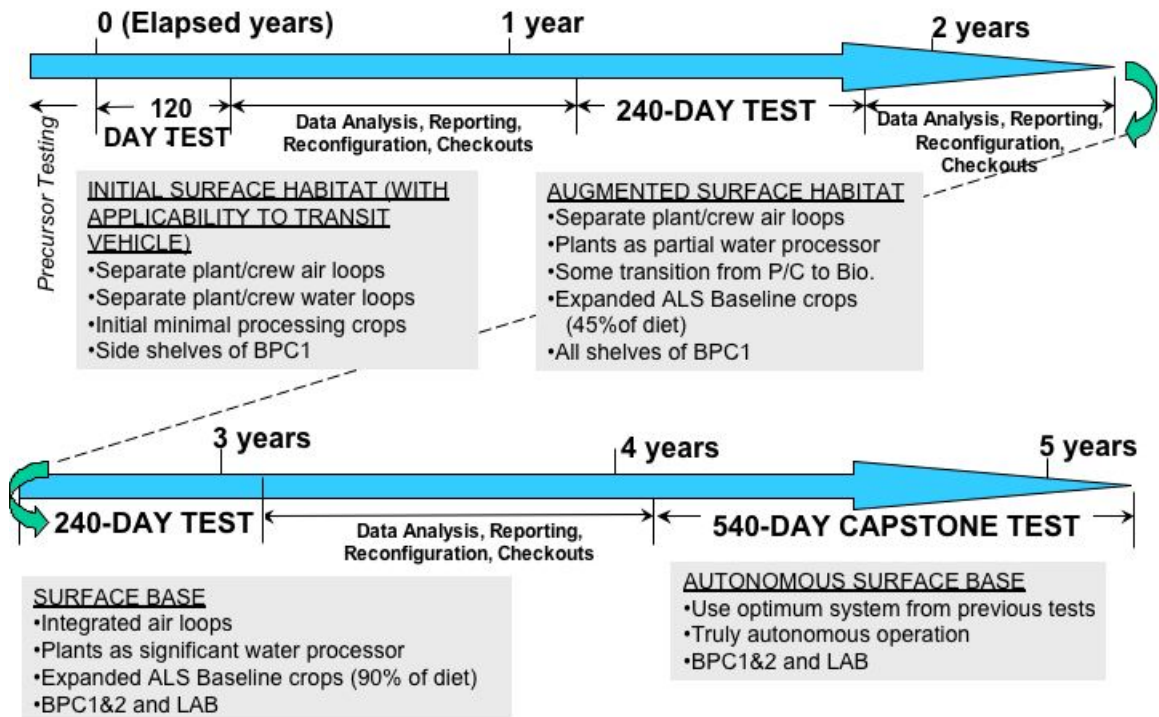 0 (Elapsed years)
1 year
2 years
Precursor Testing
120
DAY TEST
Data Analysis, Reporting,
Reconfiguration, Checkouts
240-DAY TEST
Data Analysis, Reporting,
Reconfiguration,
Checkouts
INITIAL SURFACE HABITAT (WITH
APPLICABILITY TO TRANSIT
VEHICLE)
•Separate plant/crew air loops
•Separate plant/crew water loops
•Initial minimal processing crops
•Side shelves of BPC1
AUGMENTED SURFACE HABITAT
•Separate plant/crew air loops
•Plants as partial water processor
•Some transition from P/C to Bio.
•Expanded ALS Baseline crops
(45%of diet)
•All shelves of BPC1
3 years
4 years
5 years
240-DAY TEST
Data Analysis, Reporting,
Reconfiguration, Checkouts
540-DAY CAPSTONE TEST
SURFACE BASE
•Integrated air loops
•Plants as significant water processor
•Expanded ALS Baseline crops (90% of diet)
•BPC1&2 and LAB
AUTONOMOUS SURFACE BASE
•Use optimum system from previous tests
•Truly autonomous operation
•BPC1&2 and LAB